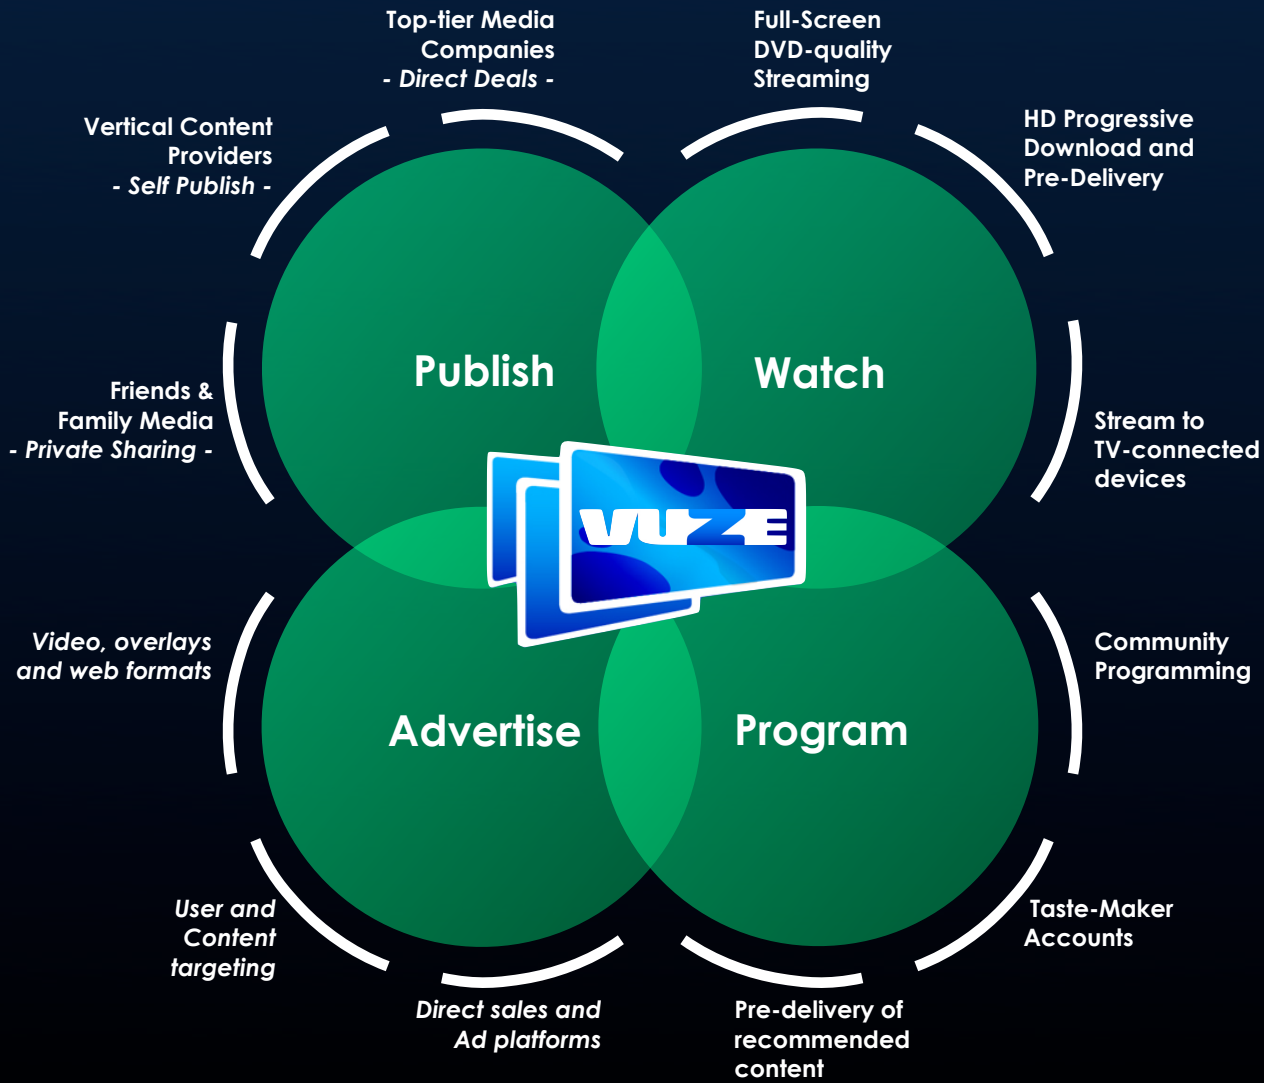 Top-tier Media
Companies
- Direct Deals -
Full-Screen
DVD-quality
Streaming
Vertical Content
Providers
- Self Publish -
HD Progressive
Download and
Pre-Delivery
Publish
Watch
Friends &
Family Media
- Private Sharing -
Stream to
TV-connected
devices
VUZE
Video, overlays
and web formats
Community
Programming
Advertise
Program
User and
Content
targeting
Taste-Maker
Accounts
Direct sales and
Ad platforms
Pre-delivery of
recommended
content